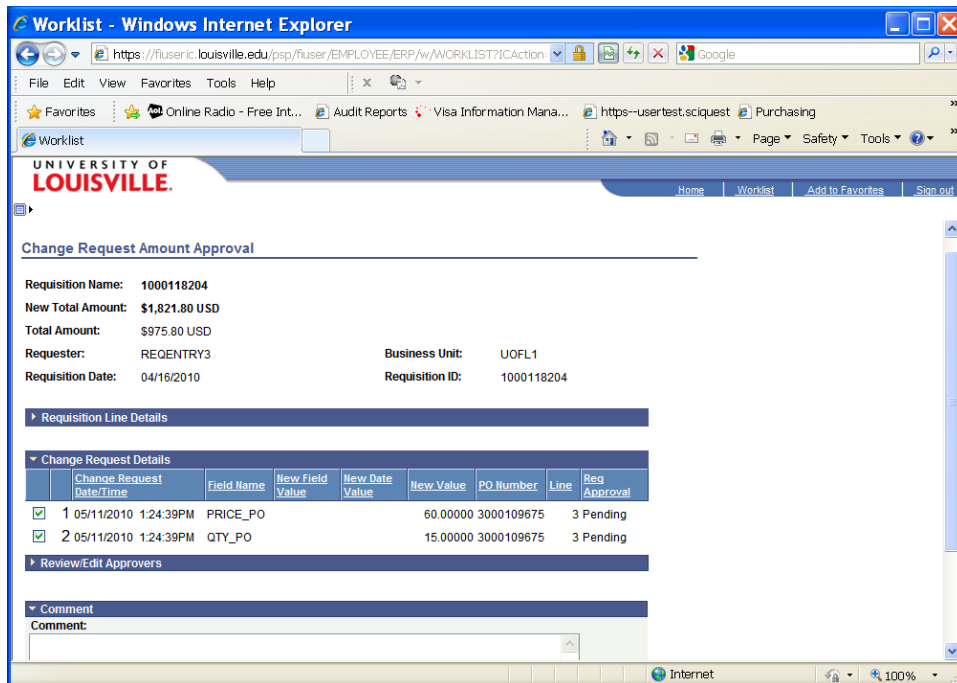 Worklist - Windows Internet Explorer
https://fiuseric.louisville.edu/psp/fiuser/EMPLOYEE/ERP/w/WORKLIST?ICAction:
Google
File Edit View Favorites Tools Help
Favorites Online Radio - Free Int... Audit Reports Visa Information Mana... https--usertest.sciquest Purchasing
Worklist Page Safety Tools
UNIVERSITY OF
LOUISVILLE.
Home Worklist Add to Favorites Sign out
Change Request Amount Approval
Requisition Name: 1000118204
New Total Amount: $1,821.80 USD
Total Amount: $975.80 USD
Requester: REQENTRY3 Business Unit: UOFL1
Requisition Date: 04/16/2010 Requisition ID: 1000118204
Requisition Line Details
Change Request Details
Change Request Date/Time Field Name New Field Value New Date Value New Value PO Number Line Req Approval
1 05/11/2010 1:24:39PM PRICE_PO 60.00000 3000109675 3 Pending
2 05/11/2010 1:24:39PM QTY_PO 15.00000 3000109675 3 Pending
Review/Edit Approvers
Comment
Comment:
Internet 100%